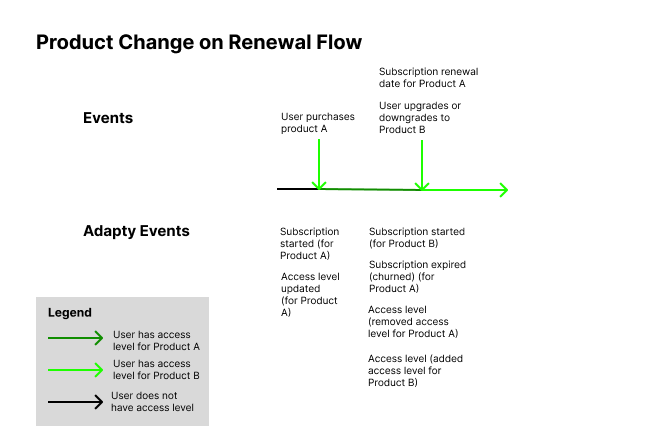 Product Change on Renewal Flow
Subscription renewal
date for Product A
Events
User purchases
product A
User upgrades or
downgrades to
Product B
Adapty Events
Subscription
started (for
Product A)
Access level
updated
(for Product
A)
Subscription started
(for Product B)
Subscription expired
(churned) (for
Product A)
Access level
(removed access
level for Product A)
Access level (added
access level for
Product B)
Legend
User has access
level for Product A
User has access
level for Product B
User does not
have access level